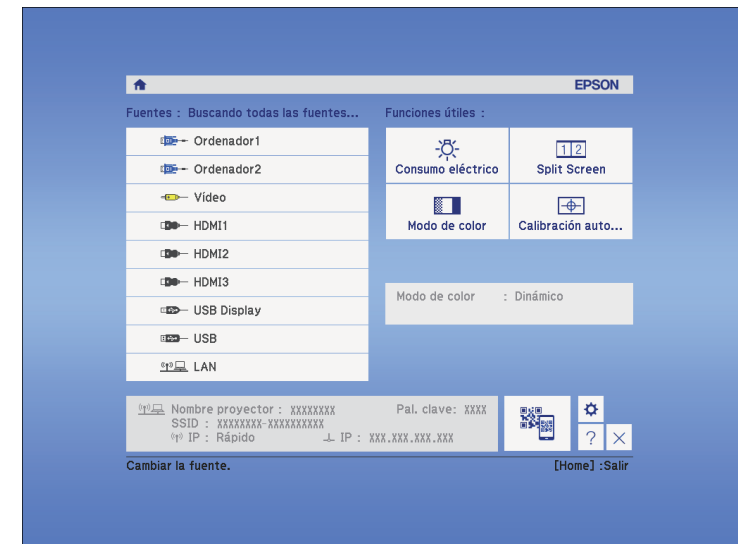 EPSON
Fuentes : Buscando todas las fuentes...
Ordenador1
Ordenador2
Vídeo
HDMI1
HDMI2
HDMI3
USB Display
USB
LAN
Funciones útiles :
Consumo eléctrico
1 2
Split Screen
Modo de color
Calibración auto...
Modo de color : Dinámico
Nombre proyector : XXXXXXXX Pal. clave: XXXX
SSID : XXXXXXXX-XXXXXXXXXX
IP : Rápido IP : XXX.XXX.XXX.XXX
?
Cambiar la fuente. [Home] :Salir